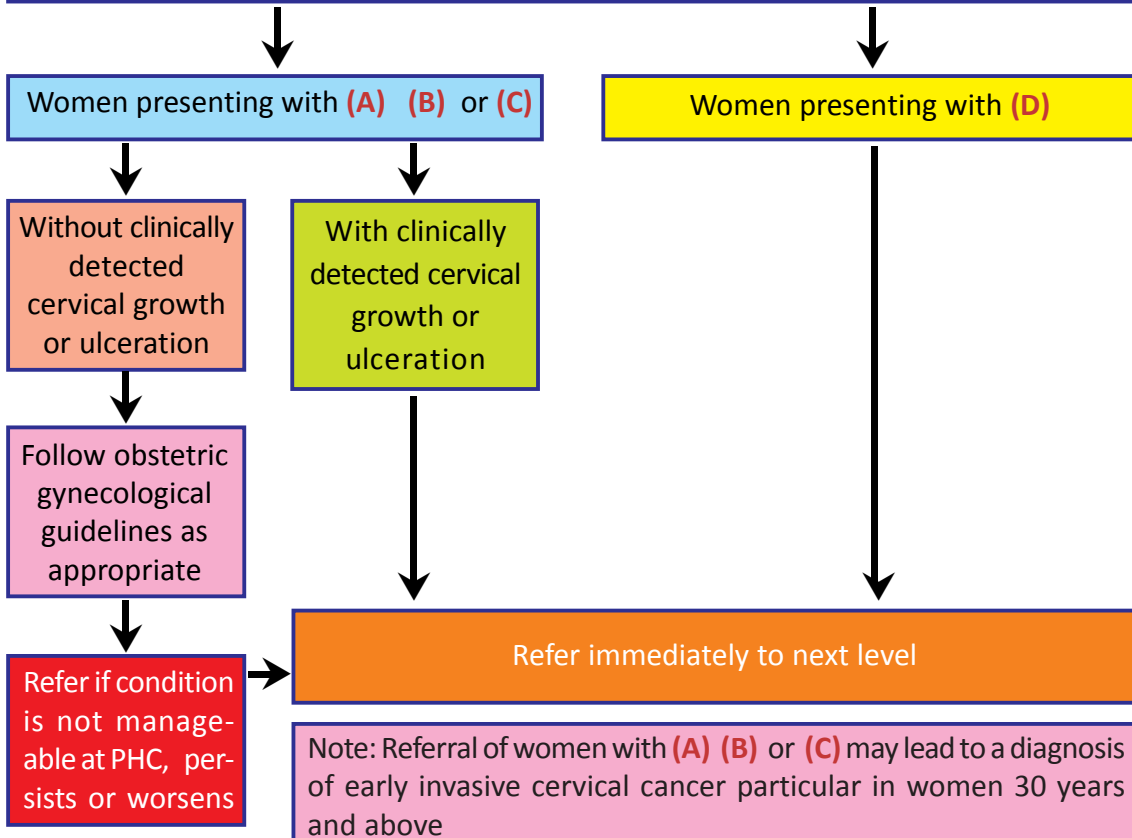 Women presenting with (A) (B) or (C)
Women presenting with (D)
Without clinically
detected
cervical growth
or ulceration
With clinically
detected cervical
growth or
ulceration
Follow obstetric
gynecological
guidelines as
appropriate
Refer if condition
is not manage-
able at PHC, per-
sists or worsens
Refer immediately to next level
Note: Referral of women with (A) (B) or (C) may lead to a diagnosis
of early invasive cervical cancer particular in women 30 years
and above